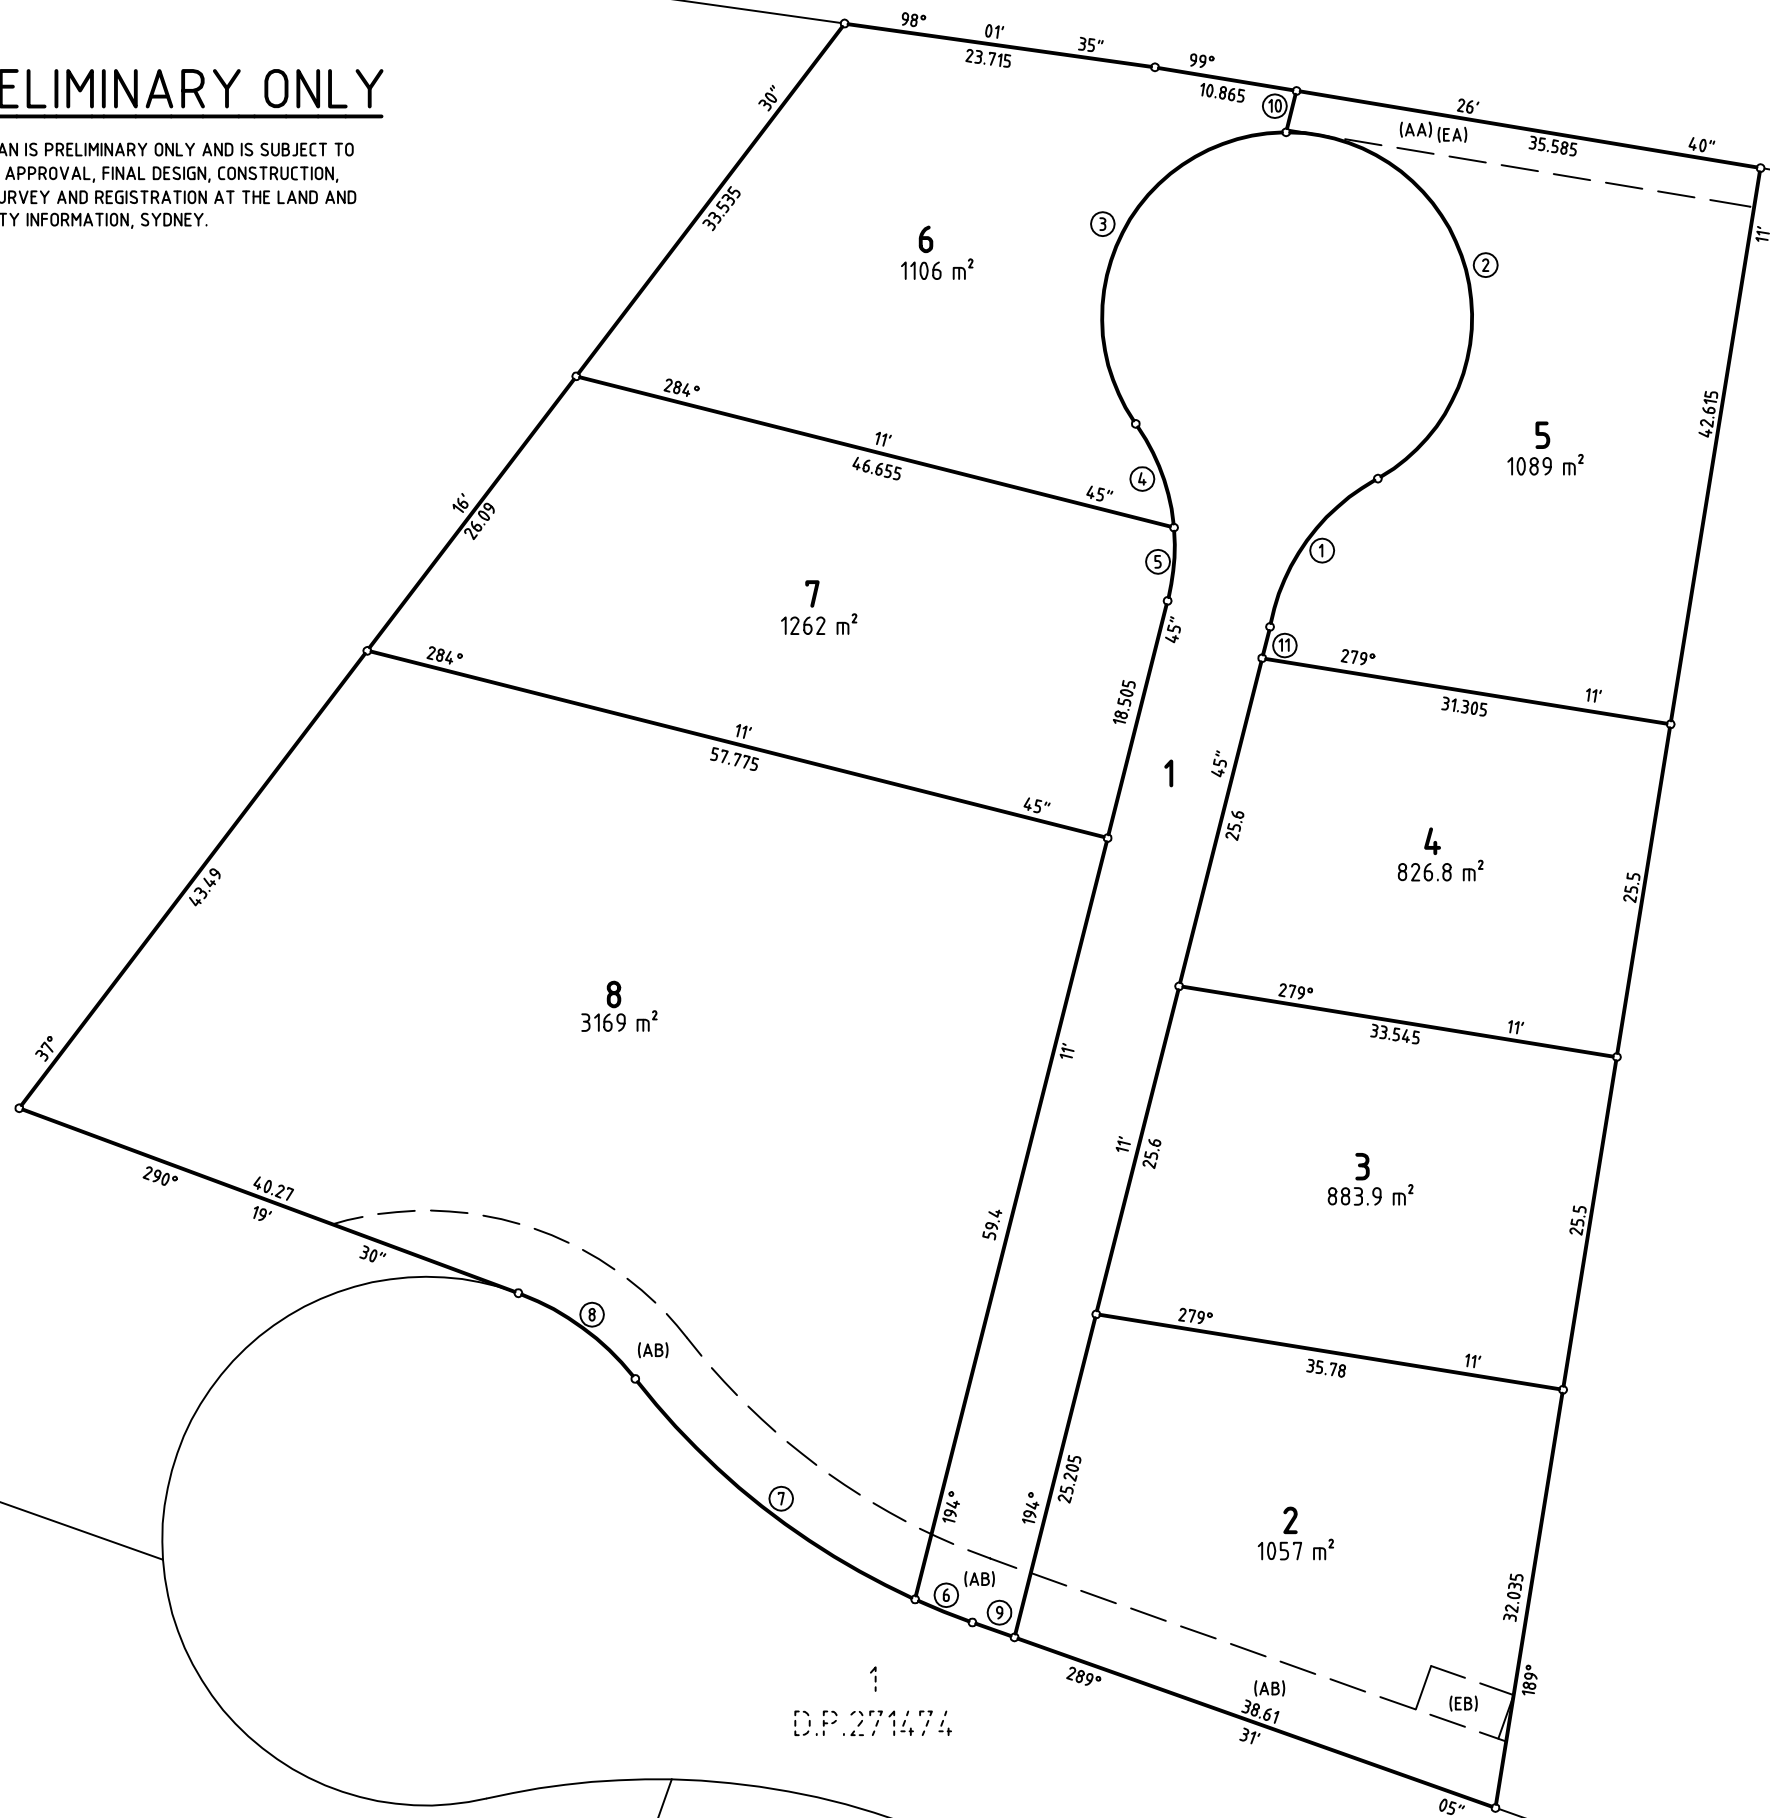 ELIMINARY ONLY
AN IS PRELIMINARY ONLY AND IS SUBJECT TO
APPROVAL, FINAL DESIGN, CONSTRUCTION,
URVEY AND REGISTRATION AT THE LAND AND
TY INFORMATION, SYDNEY.
98° 01' 35"
23.715
99° 26' 40"
10.865
35.585
10
(AA) (EA)
30"
33.535
11'
3
2
6
1106 m²
42.615
5
1089 m²
284° 11' 45"
46.655
4
16'
26.09
5
1
7
1262 m²
45"
11
279° 11'
31.305
284° 11' 45"
57.775
18.505
1
45"
25.6
4
826.8 m²
25.5
43.49
8
3169 m²
279° 11'
33.545
37°
11'
11'
25.6
3
883.9 m²
25.5
290° 19' 30"
40.27
59.4
279° 11'
35.78
8
(AB)
7
194°
194°
25.205
2
1057 m²
6
(AB)
9
32.035
189°
1
D.P.271474
289° 31' 05"
(AB)
38.61
(EB)